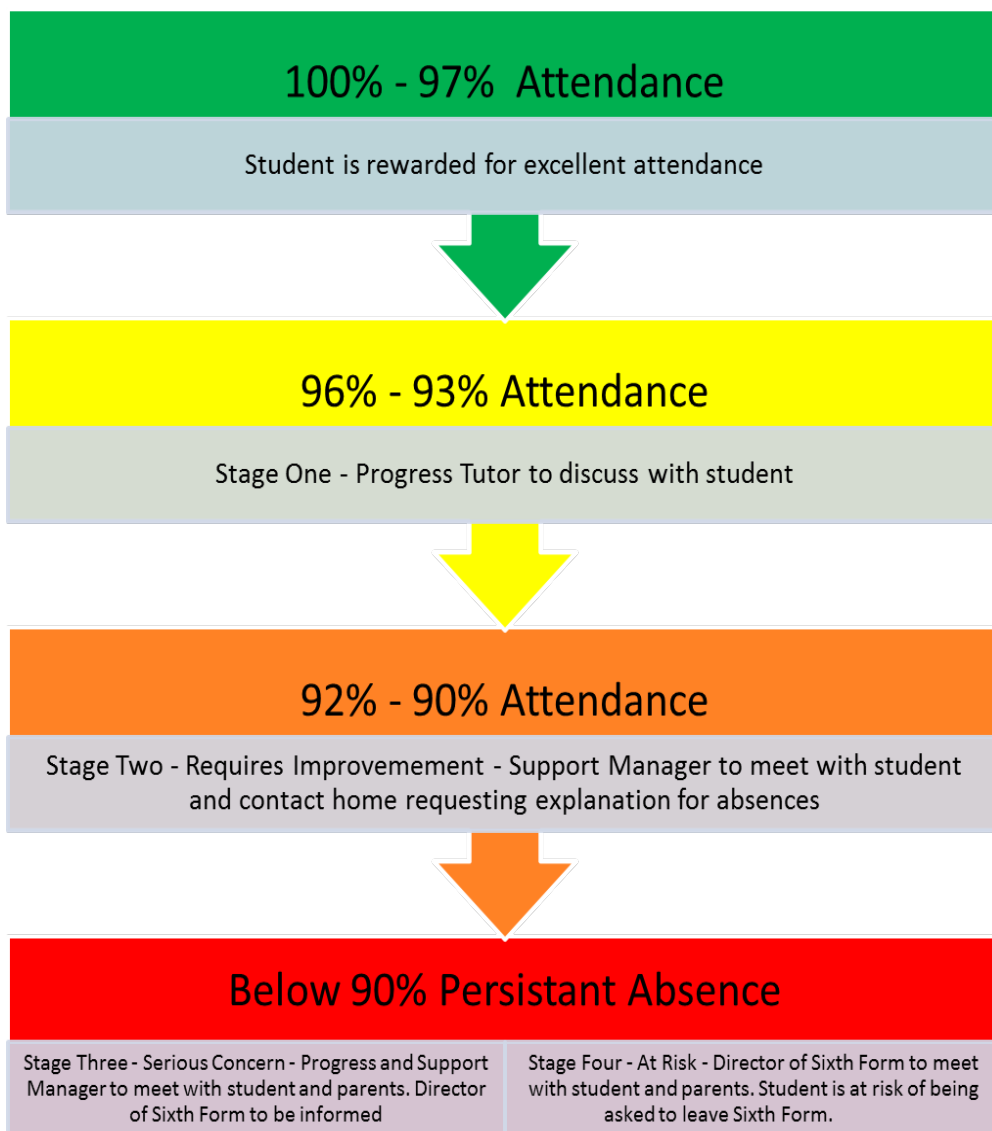 100% - 97% Attendance
Student is rewarded for excellent attendance
96% - 93% Attendance
Stage One - Progress Tutor to discuss with student
92% - 90% Attendance
Stage Two - Requires Improvemement - Support Manager to meet with student
and contact home requesting explanation for absences
Below 90% Persistant Absence
Stage Three - Serious Concern - Progress and Support
Manager to meet with student and parents. Director
of Sixth Form to be informed
Stage Four - At Risk - Director of Sixth Form to meet
with student and parents. Student is at risk of being
asked to leave Sixth Form.